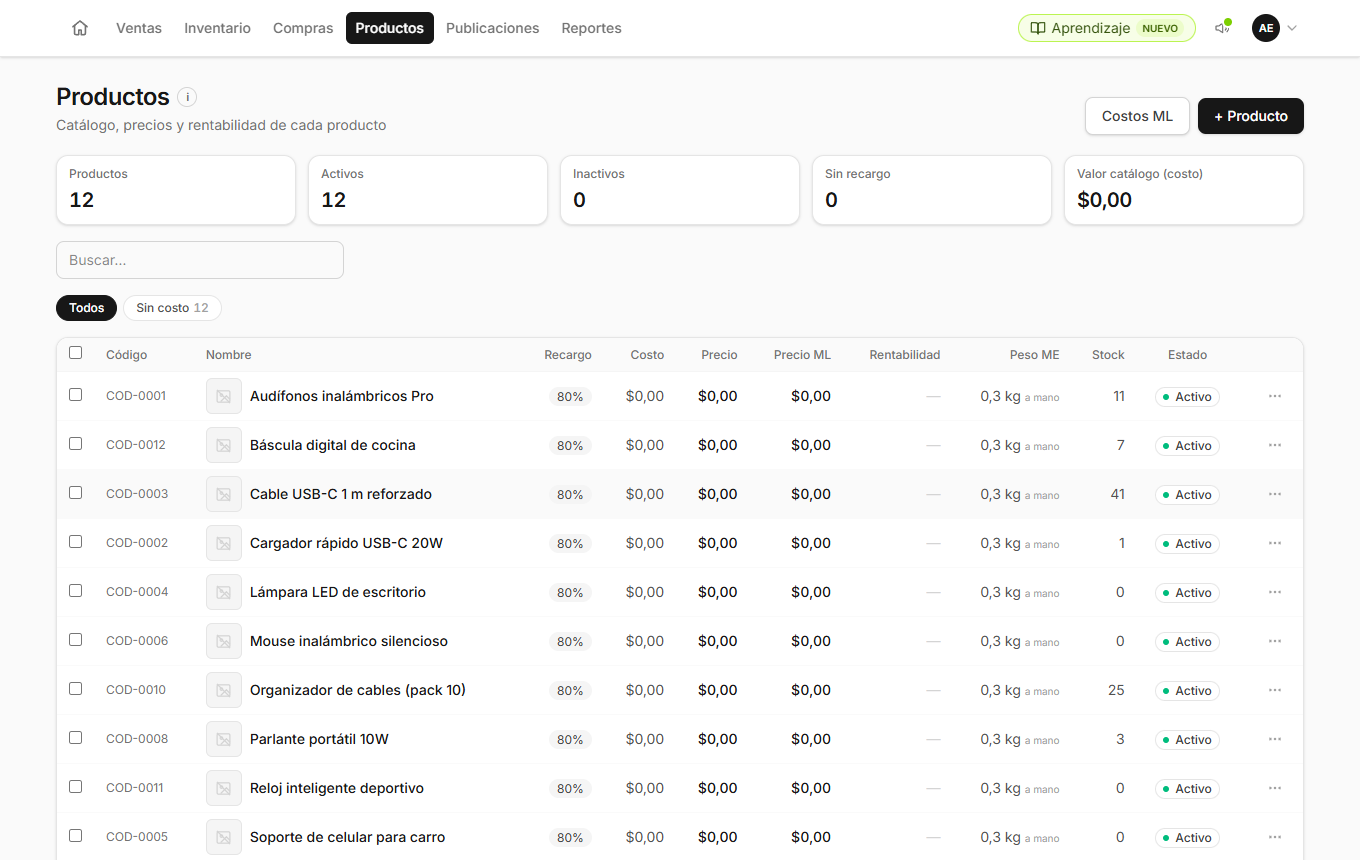 Ventas Inventario Compras Productos Publicaciones Reportes Aprendizaje NUEVO AE
Productos i
Catálogo, precios y rentabilidad de cada producto
Costos ML + Producto
Productos Activos Inactivos Sin recargo Valor catálogo (costo)
12 12 0 0 $0,00
Buscar...
Todos Sin costo 12
Código Nombre Recargo Costo Precio Precio ML Rentabilidad Peso ME Stock Estado
COD-0001 Audífonos inalámbricos Pro 80% $0,00 $0,00 $0,00 — 0,3 kg a mano 11 Activo ...
COD-0012 Báscula digital de cocina 80% $0,00 $0,00 $0,00 — 0,3 kg a mano 7 Activo ...
COD-0003 Cable USB-C 1 m reforzado 80% $0,00 $0,00 $0,00 — 0,3 kg a mano 41 Activo ...
COD-0002 Cargador rápido USB-C 20W 80% $0,00 $0,00 $0,00 — 0,3 kg a mano 1 Activo ...
COD-0004 Lámpara LED de escritorio 80% $0,00 $0,00 $0,00 — 0,3 kg a mano 0 Activo ...
COD-0006 Mouse inalámbrico silencioso 80% $0,00 $0,00 $0,00 — 0,3 kg a mano 0 Activo ...
COD-0010 Organizador de cables (pack 10) 80% $0,00 $0,00 $0,00 — 0,3 kg a mano 25 Activo ...
COD-0008 Parlante portátil 10W 80% $0,00 $0,00 $0,00 — 0,3 kg a mano 3 Activo ...
COD-0011 Reloj inteligente deportivo 80% $0,00 $0,00 $0,00 — 0,3 kg a mano 0 Activo ...
COD-0005 Soporte de celular para carro 80% $0,00 $0,00 $0,00 — 0,3 kg a mano 0 Activo ...